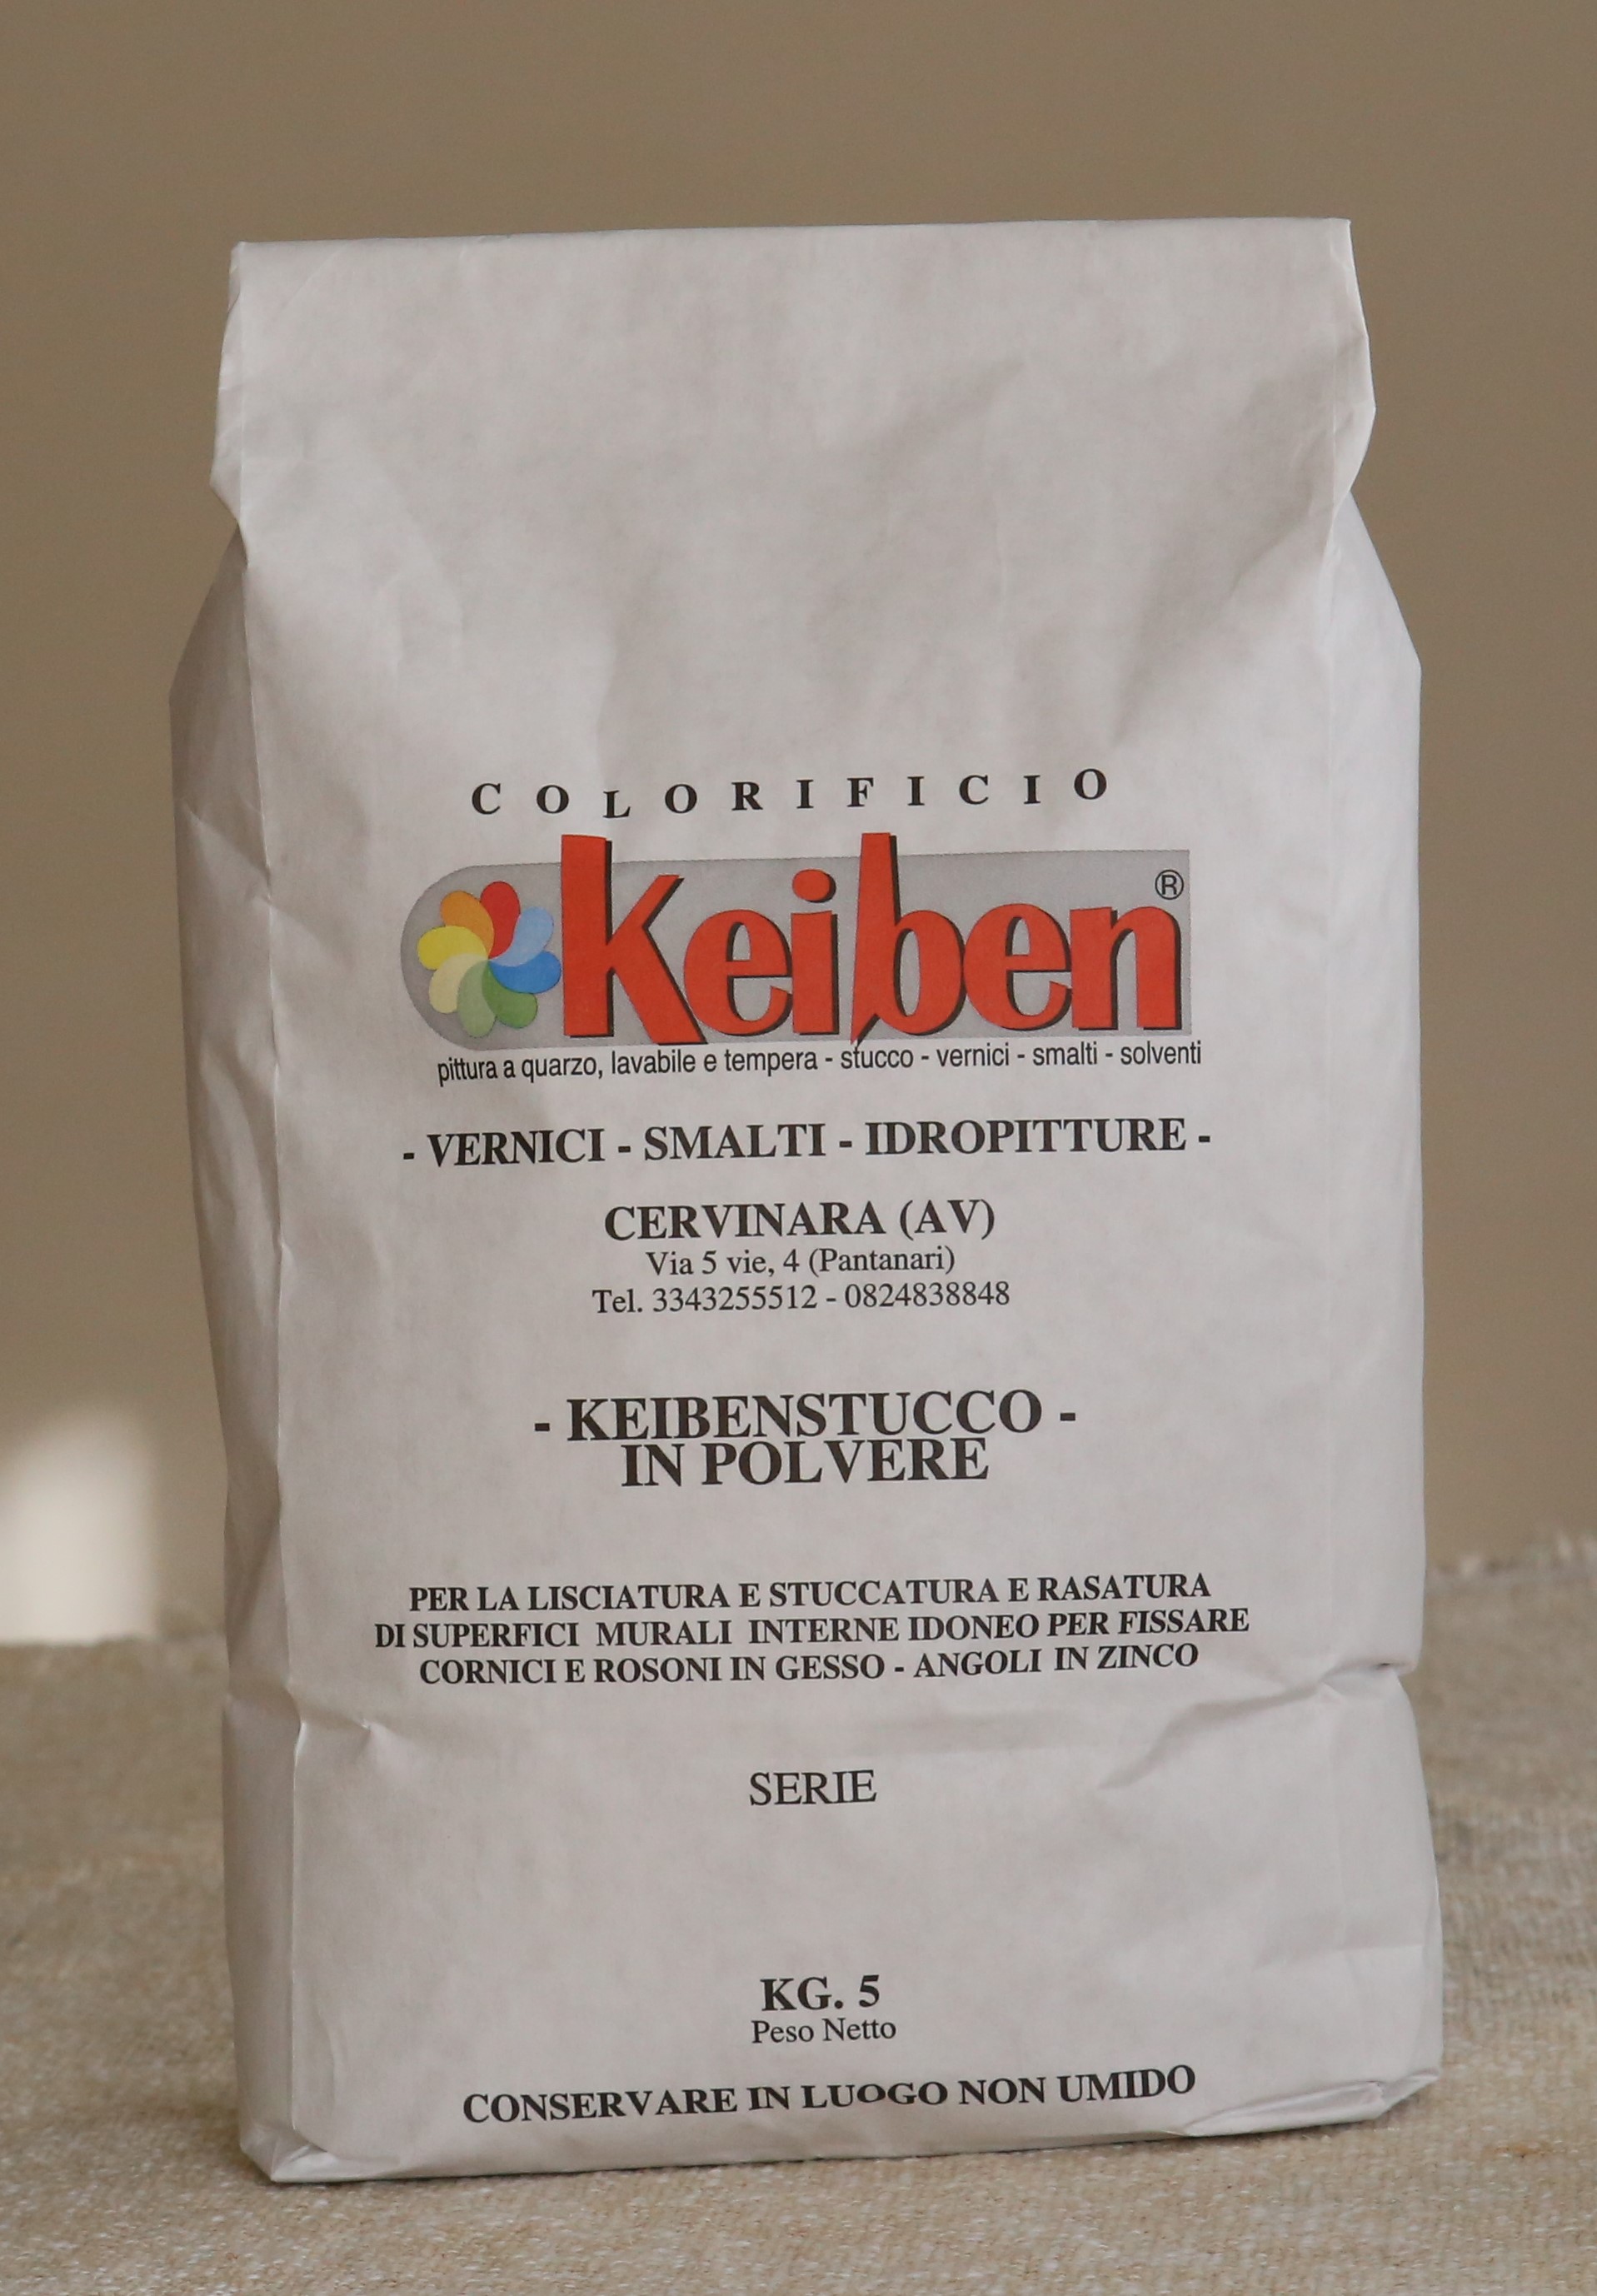 COLORIFICIO
Keiben®
pittura a quarzo, lavabile e tempera - stucco - vernici - smalti - solventi
- VERNICI - SMALTI - IDROPITTURE -
CERVINARA (AV)
Via 5 vie, 4 (Pantanari)
Tel. 3343255512 - 0824838848
- KEIBENSTUCCO -
IN POLVERE
PER LA LISCIATURA E STUCCATURA E RASATURA
DI SUPERFICI MURALI INTERNE IDONEO PER FISSARE
CORNICI E ROSONI IN GESSO - ANGOLI IN ZINCO
SERIE
KG. 5
Peso Netto
CONSERVARE IN LUOGO NON UMIDO